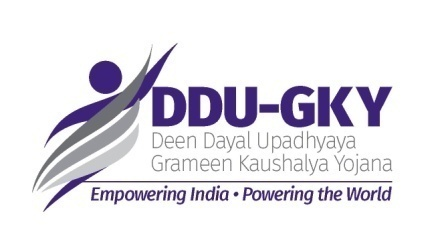 DDU-GKY
Deen Dayal Upadhyaya
Grameen Kaushalya Yojana
Empowering India • Powering the World